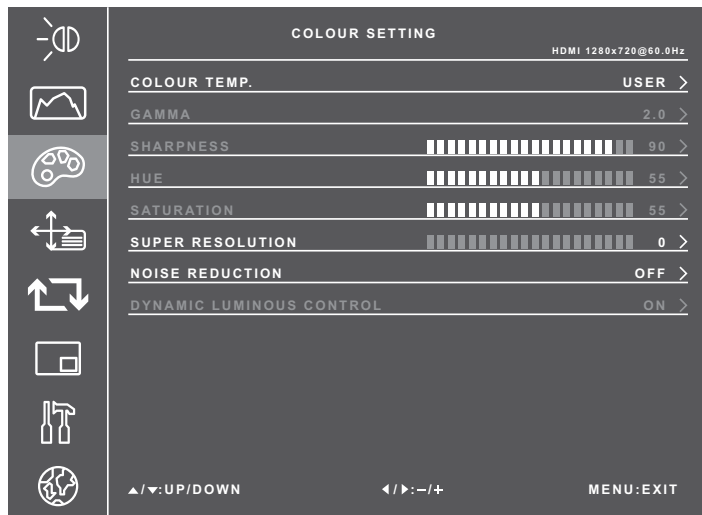 COLOUR SETTING
HDMI 1280x720@60.0Hz
COLOUR TEMP. USER >
GAMMA 2.0 >
SHARPNESS 90 >
HUE 55 >
SATURATION 55 >
SUPER RESOLUTION 0 >
NOISE REDUCTION OFF >
DYNAMIC LUMINOUS CONTROL ON >
▲/▼:UP/DOWN ◀/▶:−/+ MENU:EXIT